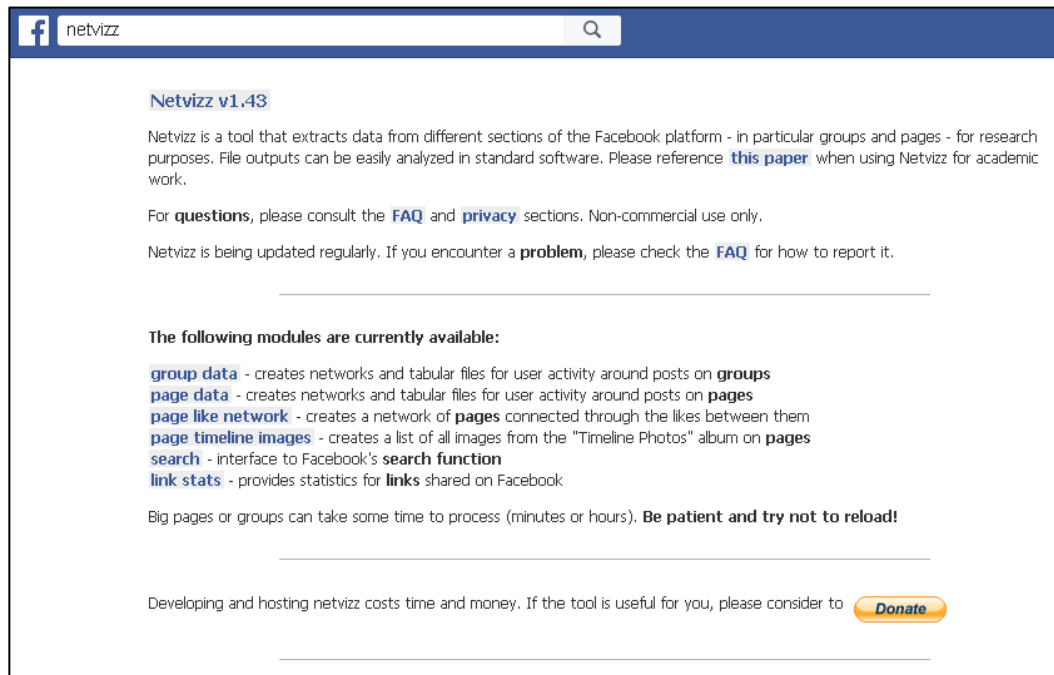 f netvizz
Netvizz v1.43
Netvizz is a tool that extracts data from different sections of the Facebook platform - in particular groups and pages - for research
purposes. File outputs can be easily analyzed in standard software. Please reference this paper when using Netvizz for academic
work.
For questions, please consult the FAQ and privacy sections. Non-commercial use only.
Netvizz is being updated regularly. If you encounter a problem, please check the FAQ for how to report it.
The following modules are currently available:
group data - creates networks and tabular files for user activity around posts on groups
page data - creates networks and tabular files for user activity around posts on pages
page like network - creates a network of pages connected through the likes between them
page timeline images - creates a list of all images from the "Timeline Photos" album on pages
search - interface to Facebook's search function
link stats - provides statistics for links shared on Facebook
Big pages or groups can take some time to process (minutes or hours). Be patient and try not to reload!
Developing and hosting netvizz costs time and money. If the tool is useful for you, please consider to Donate